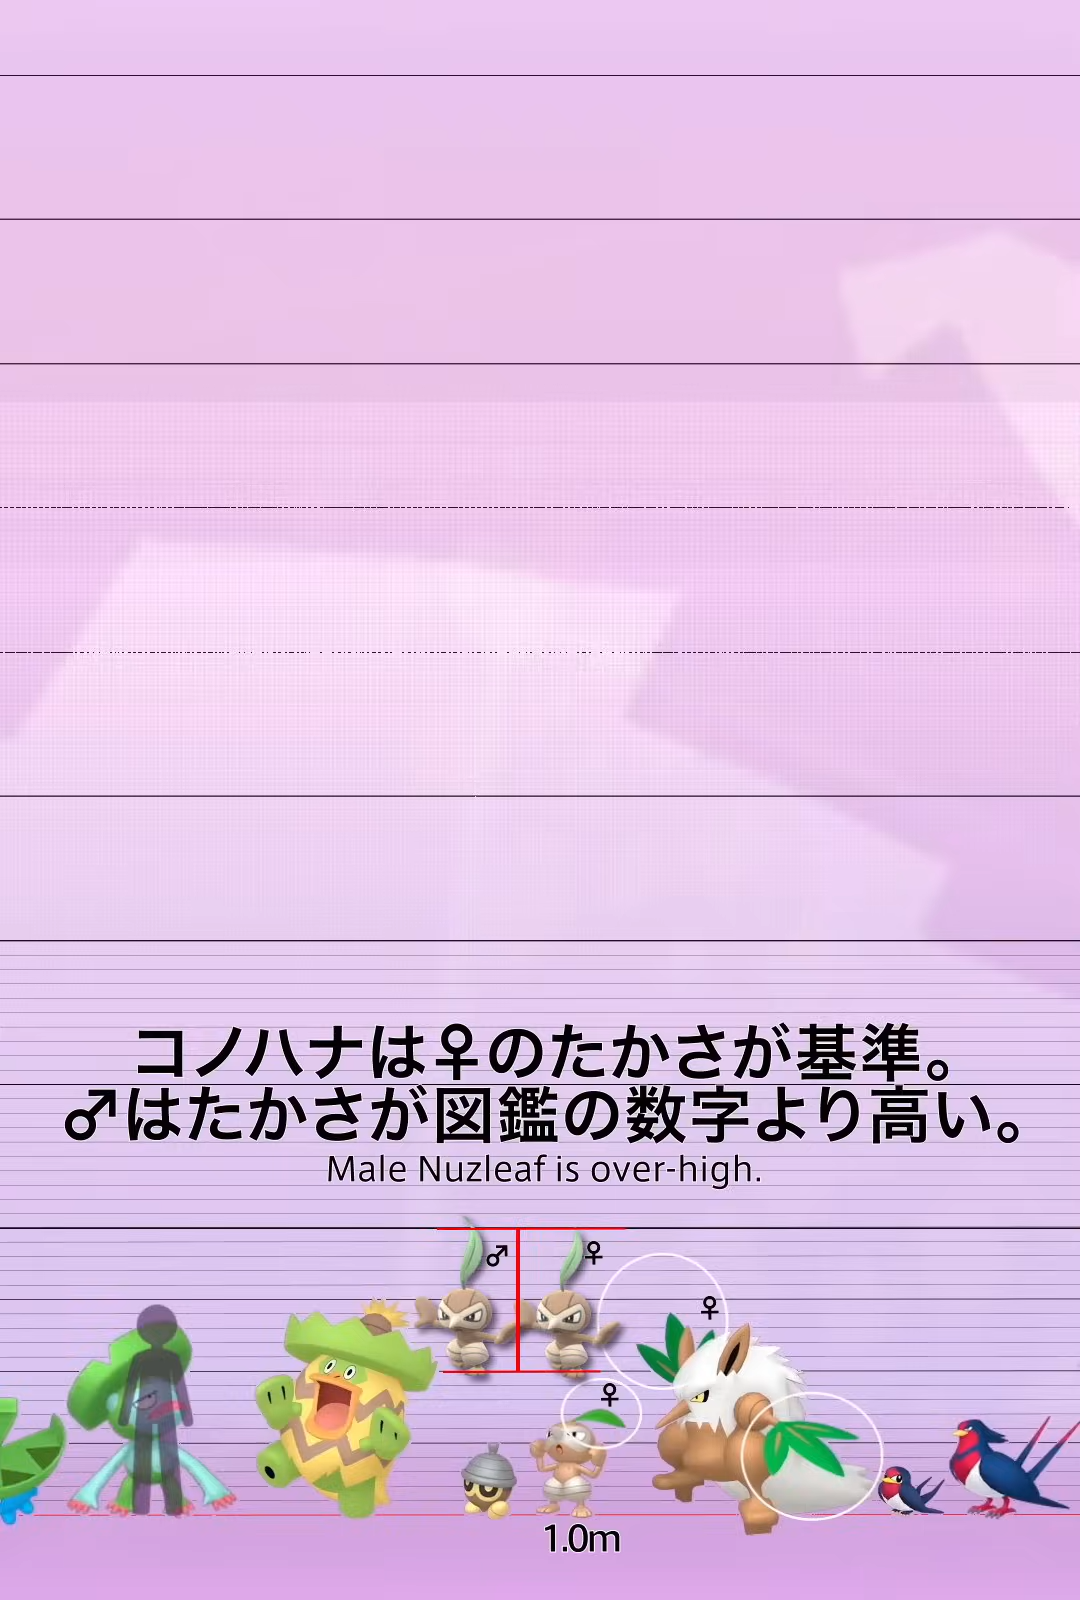 コノハナは♀のたかさが基準。
♂はたかさが図鑑の数字より高い。
Male Nuzleaf is over-high.
♂ ♀
♀
♀
1.0m